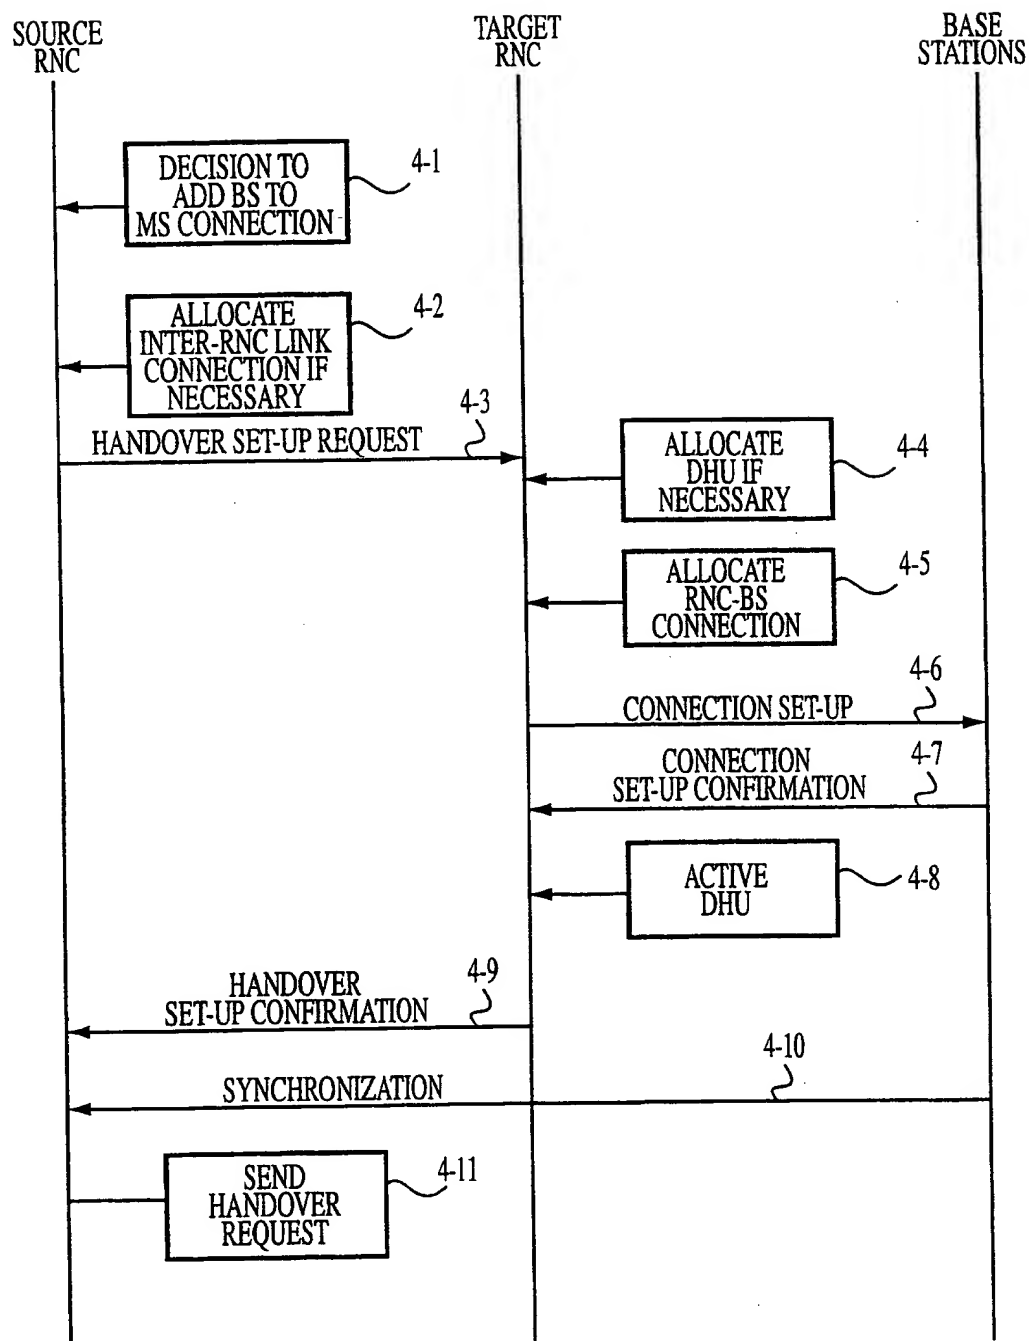 SOURCE
RNC
TARGET
RNC
BASE
STATIONS
DECISION TO
ADD BS TO
MS CONNECTION
4-1
ALLOCATE
INTER-RNC LINK
CONNECTION IF
NECESSARY
4-2
HANDOVER SET-UP REQUEST
4-3
ALLOCATE
DHU IF
NECESSARY
4-4
ALLOCATE
RNC-BS
CONNECTION
4-5
CONNECTION SET-UP
4-6
CONNECTION
SET-UP CONFIRMATION
4-7
ACTIVE
DHU
4-8
HANDOVER
SET-UP CONFIRMATION
4-9
SYNCHRONIZATION
4-10
SEND
HANDOVER
REQUEST
4-11